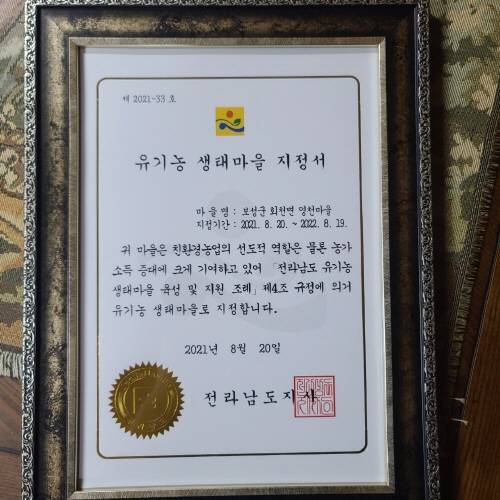 제 2021-33 호
유기농 생태마을 지정서
마 을 명 : 보성군 회천면 영천마을
지정기간 : 2021. 8. 20. ~ 2022. 8. 19.
귀 마을은 친환경농업의 선도적 역할은 물론 농가
소득 증대에 크게 기여하고 있어 「전라남도 유기농
생태마을 육성 및 지원 조례」 제4조 규정에 의거
유기농 생태마을로 지정합니다.
2021년 8월 20일
전라남도지사